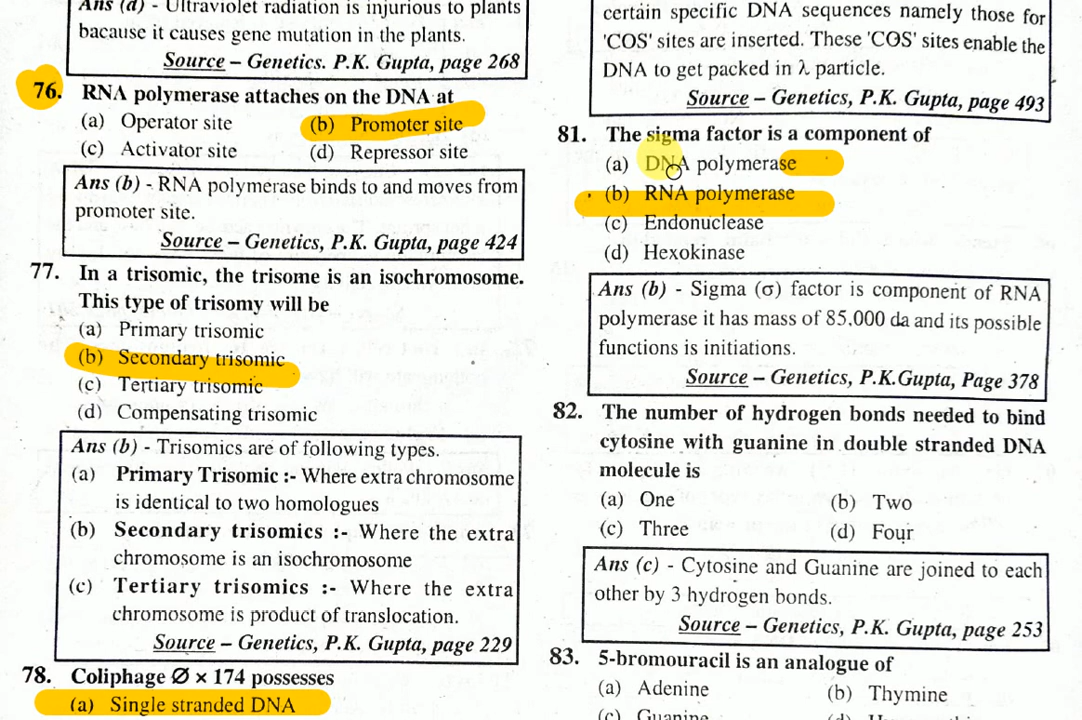 Ans (d) - Ultraviolet radiation is injurious to plants
bacause it causes gene mutation in the plants.
Source – Genetics. P.K. Gupta, page 268
76. RNA polymerase attaches on the DNA at
(a) Operator site (b) Promoter site
(c) Activator site (d) Repressor site
Ans (b) - RNA polymerase binds to and moves from
promoter site.
Source – Genetics, P.K. Gupta, page 424
77. In a trisomic, the trisome is an isochromosome.
This type of trisomy will be
(a) Primary trisomic
(b) Secondary trisomic
(c) Tertiary trisomic
(d) Compensating trisomic
Ans (b) - Trisomics are of following types.
(a) Primary Trisomic :- Where extra chromosome
is identical to two homologues
(b) Secondary trisomics :- Where the extra
chromosome is an isochromosome
(c) Tertiary trisomics :- Where the extra
chromosome is product of translocation.
Source – Genetics, P.K. Gupta, page 229
78. Coliphage Ø × 174 possesses
(a) Single stranded DNA
certain specific DNA sequences namely those for
'COS' sites are inserted. These 'COS' sites enable the
DNA to get packed in λ particle.
Source – Genetics, P.K. Gupta, page 493
81. The sigma factor is a component of
(a) DNA polymerase
(b) RNA polymerase
(c) Endonuclease
(d) Hexokinase
Ans (b) - Sigma (σ) factor is component of RNA
polymerase it has mass of 85.000 da and its possible
functions is initiations.
Source – Genetics, P.K.Gupta, Page 378
82. The number of hydrogen bonds needed to bind
cytosine with guanine in double stranded DNA
molecule is
(a) One (b) Two
(c) Three (d) Four
Ans (c) - Cytosine and Guanine are joined to each
other by 3 hydrogen bonds.
Source – Genetics, P.K. Gupta, page 253
83. 5-bromouracil is an analogue of
(a) Adenine (b) Thymine
(c) Guanine (d)